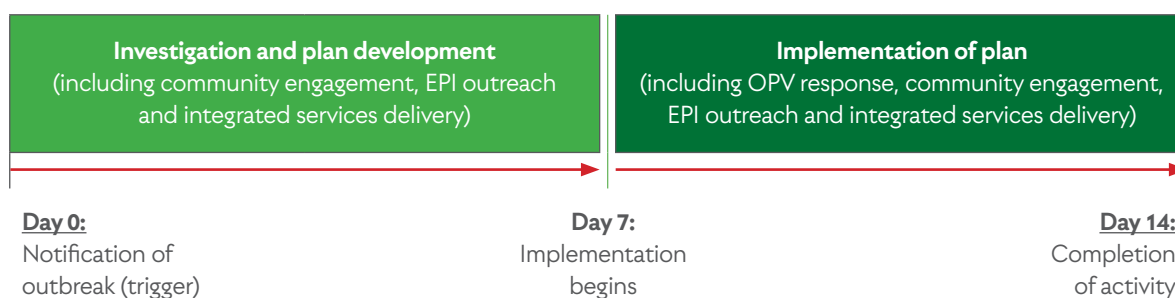 Investigation and plan development
(including community engagement, EPI outreach
and integrated services delivery)
Implementation of plan
(including OPV response, community engagement,
EPI outreach and integrated services delivery)
Day 0:
Notification of
outbreak (trigger)
Day 7:
Implementation
begins
Day 14:
Completion
of activity